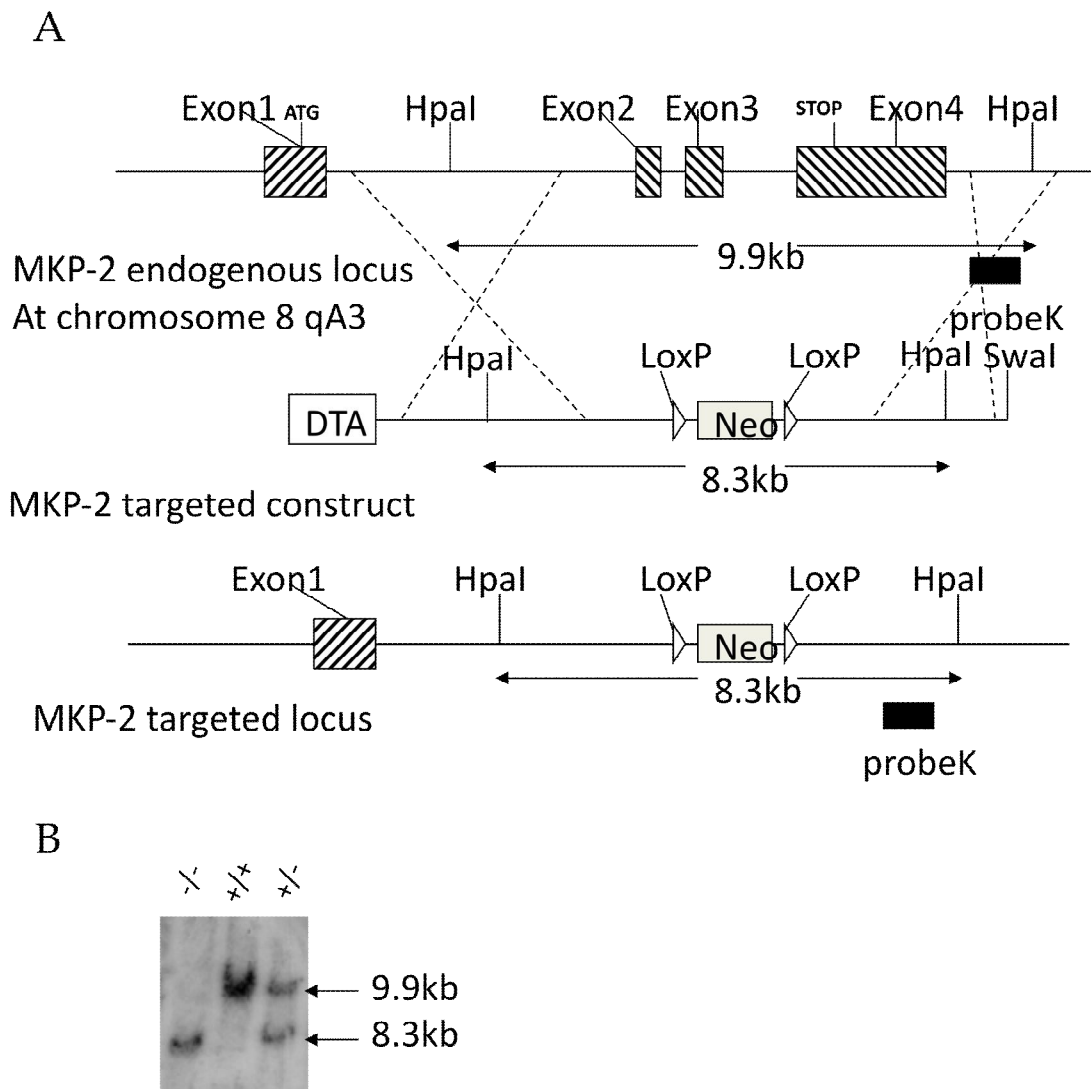 A
Exon1 ATG HpaI Exon2 Exon3 STOP Exon4 HpaI
9.9kb
MKP-2 endogenous locus
At chromosome 8 qA3
probeK
HpaI LoxP LoxP HpaI SwaI
DTA Neo
8.3kb
MKP-2 targeted construct
Exon1 HpaI LoxP LoxP HpaI
Neo
8.3kb
MKP-2 targeted locus
probeK
B
-/- +/+ +/-
9.9kb
8.3kb